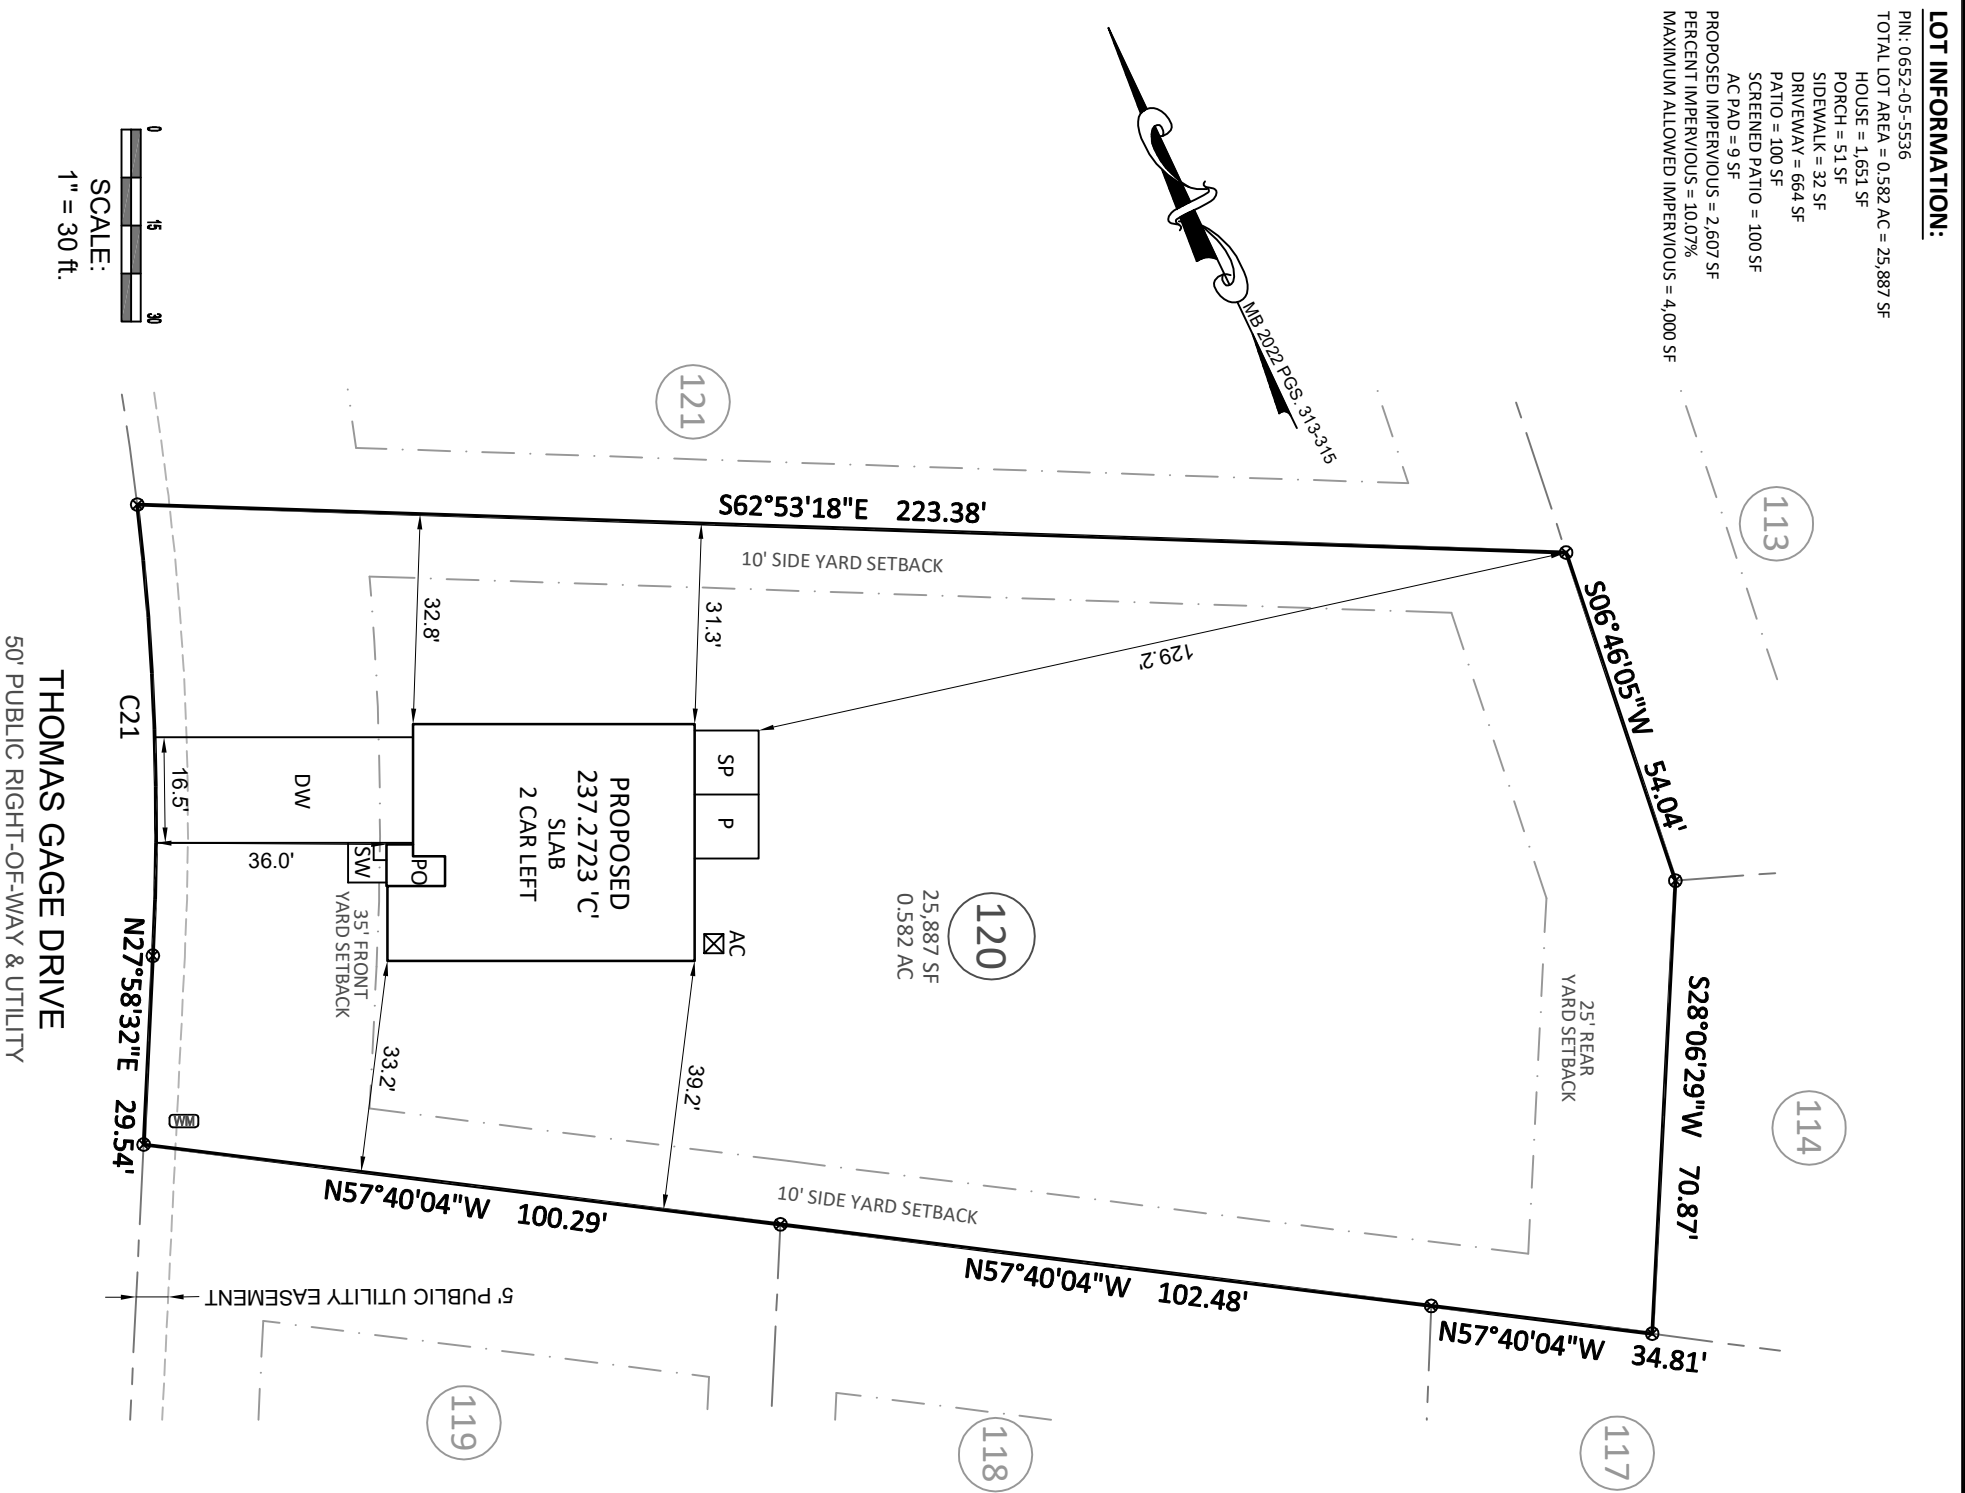 LOT INFORMATION:
PIN: 0652-05-5536
TOTAL LOT AREA = 0.582 AC = 25,887 SF
HOUSE = 1,651 SF
PORCH = 51 SF
SIDEWALK = 32 SF
DRIVEWAY = 664 SF
PATIO = 100 SF
SCREENED PATIO = 100 SF
AC PAD = 9 SF
PROPOSED IMPERVIOUS = 2,607 SF
PERCENT IMPERVIOUS = 10.07%
MAXIMUM ALLOWED IMPERVIOUS = 4,000 SF
MB 2022 PGS. 313-315
113
114
117
118
119
121
S06°46'05"W 54.04'
S28°06'29"W 70.87'
25' REAR
YARD SETBACK
S62°53'18"E 223.38'
10' SIDE YARD SETBACK
129.2'
120
25,887 SF
0.582 AC
N57°40'04"W 34.81'
N57°40'04"W 102.48'
10' SIDE YARD SETBACK
N57°40'04"W 100.29'
31.3'
32.8'
SP
P
AC
PROPOSED
237.2723 'C'
SLAB
2 CAR LEFT
PO
SW
39.2'
33.2'
35' FRONT
YARD SETBACK
DW
36.0'
16.5'
WM
5' PUBLIC UTILITY EASEMENT
C21
N27°58'32"E 29.54'
THOMAS GAGE DRIVE
50' PUBLIC RIGHT-OF-WAY & UTILITY
0
15
30
SCALE:
1" = 30 ft.